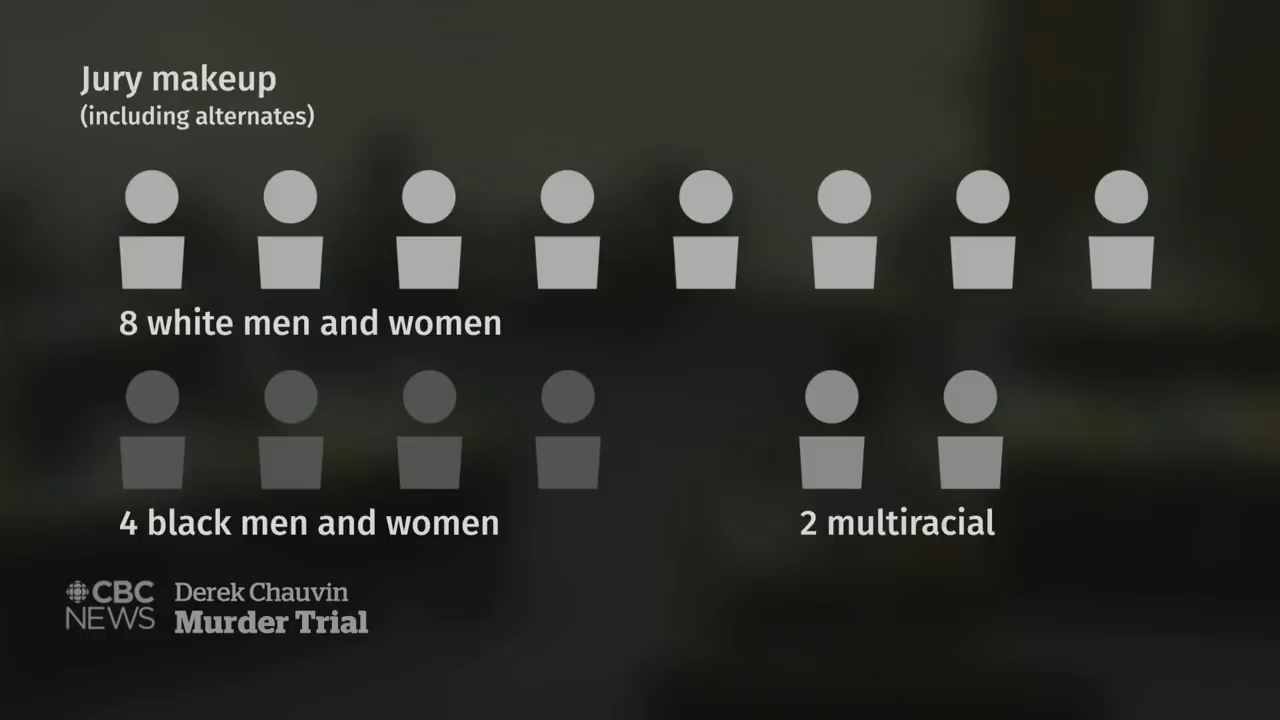 Jury makeup
(including alternates)
8 white men and women
4 black men and women
2 multiracial
CBC
NEWS
Derek Chauvin
Murder Trial